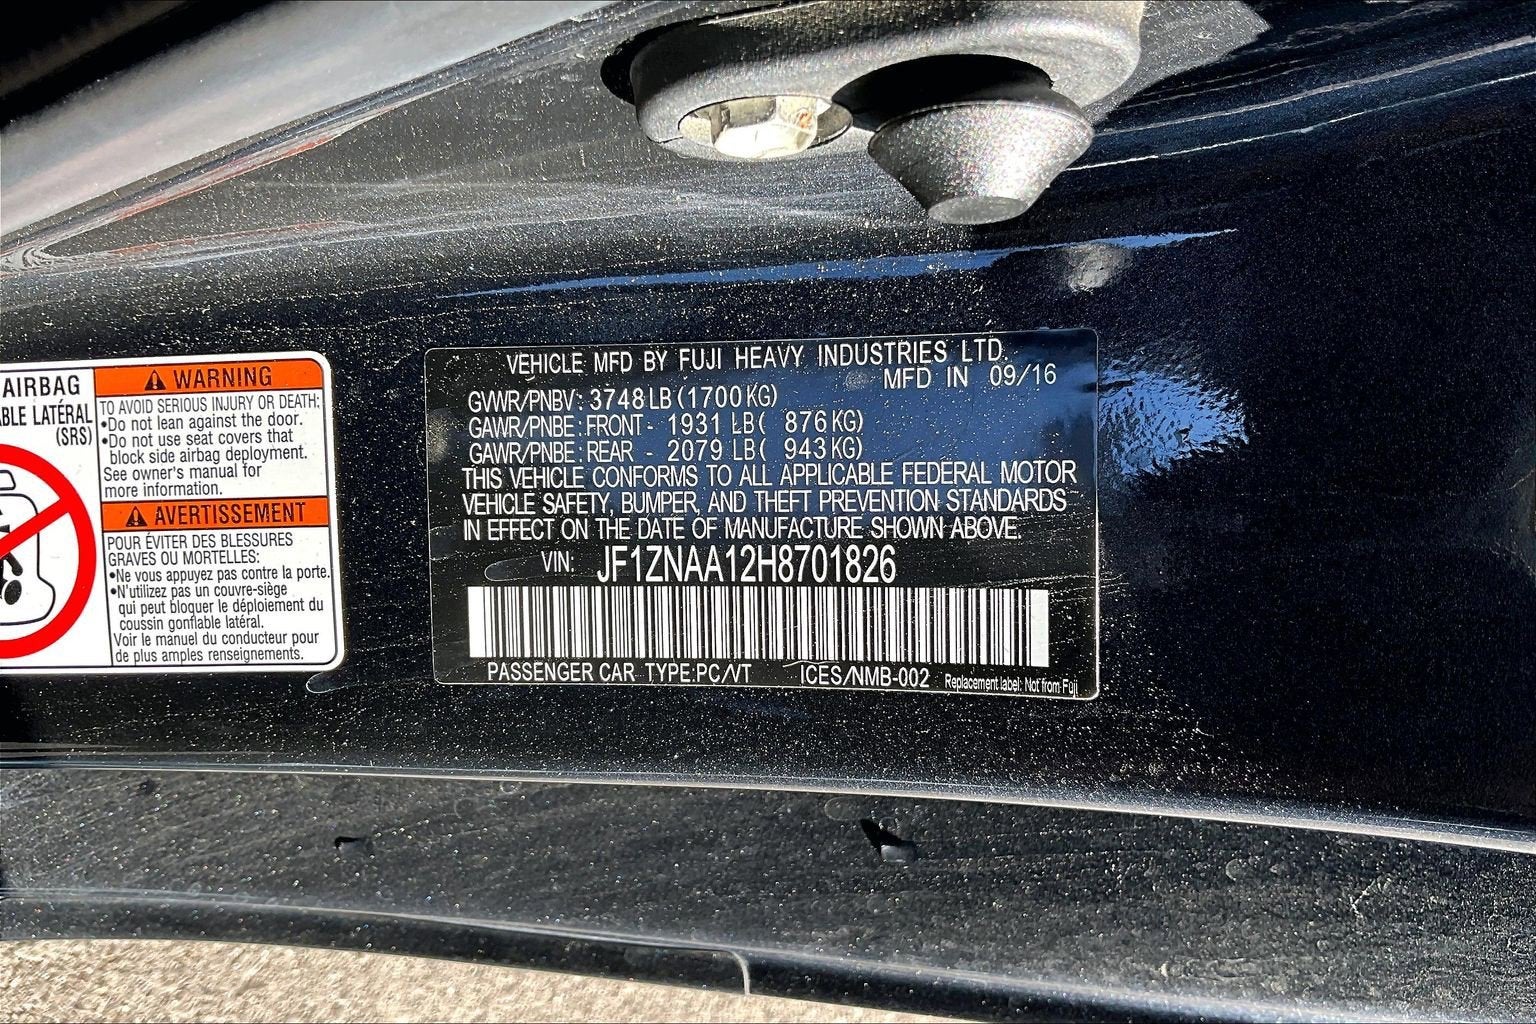 AIRBAG
ABLE LATÉRAL
(SRS)
WARNING
TO AVOID SERIOUS INJURY OR DEATH:
•Do not lean against the door.
•Do not use seat covers that
block side airbag deployment.
See owner's manual for
more information.
AVERTISSEMENT
POUR ÉVITER DES BLESSURES
GRAVES OU MORTELLES:
•Ne vous appuyez pas contre la porte.
•N'utilisez pas un couvre-siège
qui peut bloquer le déploiement du
coussin gonflable latéral.
Voir le manuel du conducteur pour
de plus amples renseignements.
VEHICLE MFD BY FUJI HEAVY INDUSTRIES LTD.
MFD IN 09/16
GVWR/PNBV: 3748 LB (1700 KG)
GAWR/PNBE: FRONT- 1931 LB( 876 KG)
GAWR/PNBE: REAR - 2079 LB( 943 KG)
THIS VEHICLE CONFORMS TO ALL APPLICABLE FEDERAL MOTOR
VEHICLE SAFETY, BUMPER, AND THEFT PREVENTION STANDARDS
IN EFFECT ON THE DATE OF MANUFACTURE SHOWN ABOVE.
VIN: JF1ZNAA12H8701826
PASSENGER CAR TYPE:PC/VT ICES/NMB-002 Replacement label: Not from Fuji